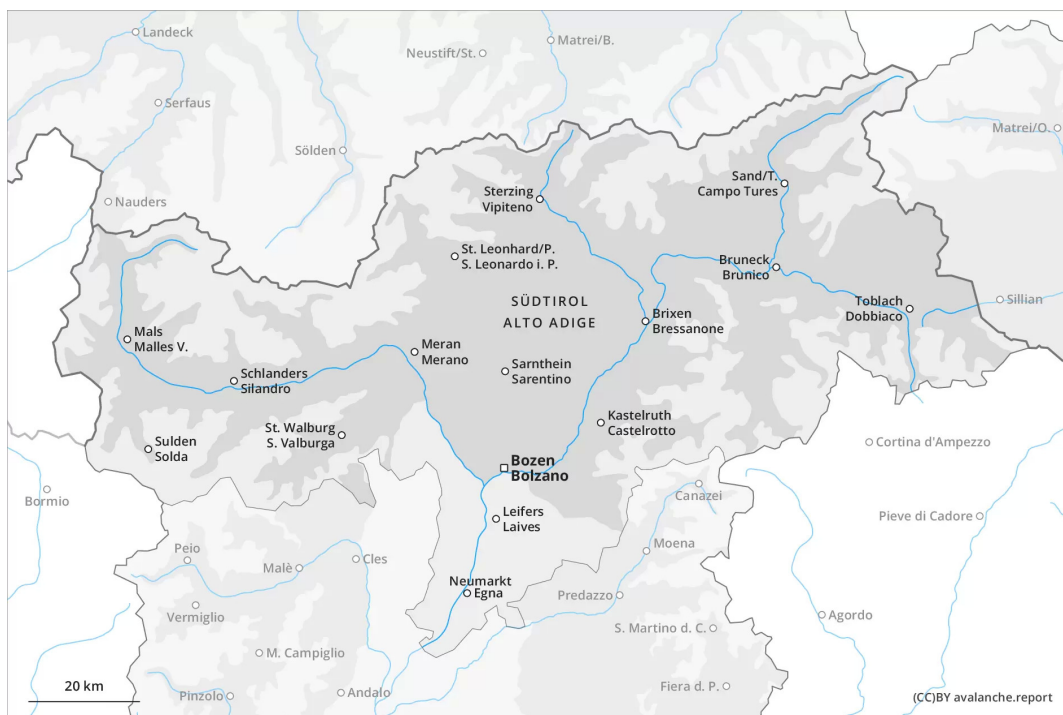 Landeck
Matrei/B.
Neustift/St.
Serfaus
Matrei/O.
Sölden
Sand/T.
Campo Tures
Sterzing
Vipiteno
Nauders
St. Leonhard/P.
S. Leonardo i. P.
Bruneck
Brunico
SÜDTIROL
ALTO ADIGE
Toblach
Dobbiaco
Sillian
Brixen
Bressanone
Mals
Malles V.
Meran
Merano
Sarnthein
Sarentino
Schlanders
Silandro
Kastelruth
Castelrotto
St. Walburg
S. Valburga
Sulden
Solda
Cortina d'Ampezzo
Bozen
Bolzano
Bormio
Canazei
Leifers
Laives
Pieve di Cadore
Peio
Moena
Cles
Malè
Neumarkt
Egna
Predazzo
Vermiglio
Agordo
S. Martino d. C.
M. Campiglio
20 km
Pinzolo
Andalo
Fiera d. P.
(CC)BY avalanche.report